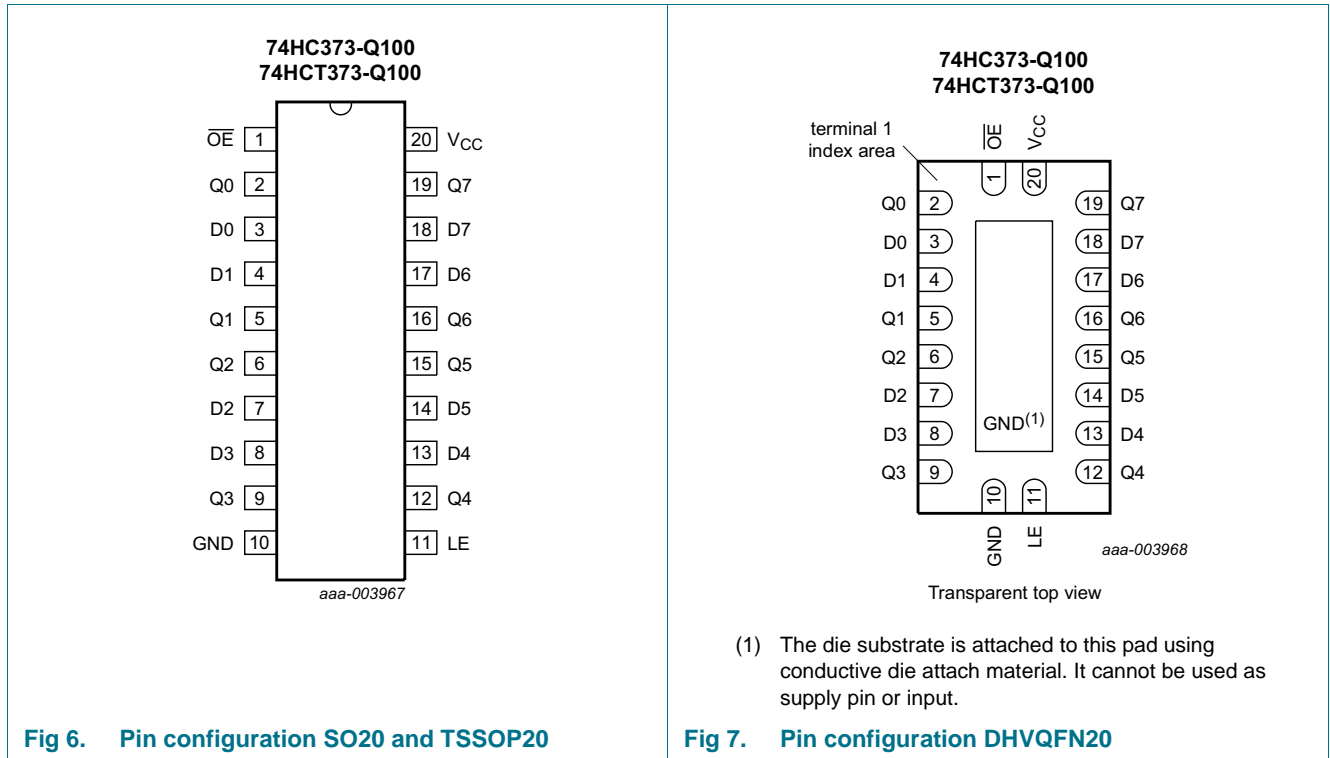 74HC373-Q100
74HCT373-Q100
OE 1
20 VCC
Q0 2
19 Q7
D0 3
18 D7
D1 4
17 D6
Q1 5
16 Q6
Q2 6
15 Q5
D2 7
14 D5
D3 8
13 D4
Q3 9
12 Q4
GND 10
11 LE
aaa-003967
Fig 6. Pin configuration SO20 and TSSOP20
74HC373-Q100
74HCT373-Q100
terminal 1
index area
OE
VCC
1
20
Q0 2
19 Q7
D0 3
18 D7
D1 4
17 D6
Q1 5
16 Q6
Q2 6
15 Q5
D2 7
14 D5
D3 8
GND(1)
13 D4
Q3 9
12 Q4
10
11
GND
LE
aaa-003968
Transparent top view
(1) The die substrate is attached to this pad using
conductive die attach material. It cannot be used as
supply pin or input.
Fig 7. Pin configuration DHVQFN20